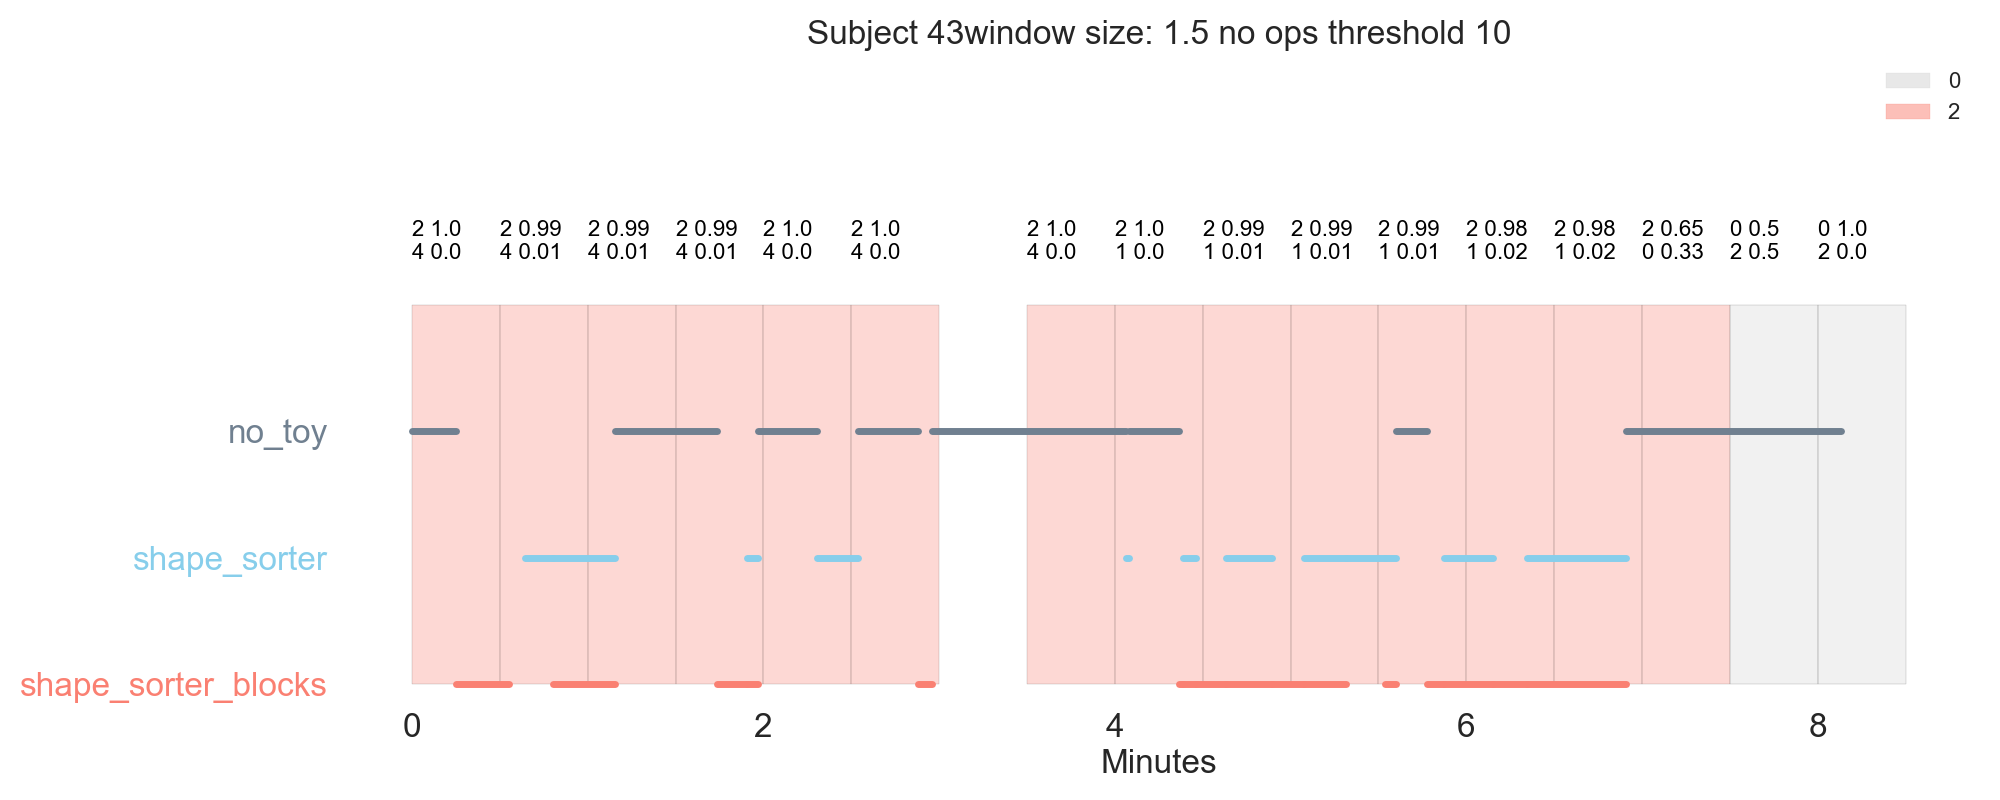 Subject 43window size: 1.5 no ops threshold 10
0
2
2 1.0 2 0.99 2 0.99 2 0.99 2 1.0 2 1.0 2 1.0 2 1.0 2 0.99 2 0.99 2 0.99 2 0.98 2 0.98 2 0.65 0 0.5 0 1.0
4 0.0 4 0.01 4 0.01 4 0.01 4 0.0 4 0.0 4 0.0 1 0.0 1 0.01 1 0.01 1 0.01 1 0.02 1 0.02 0 0.33 2 0.5 2 0.0
no_toy
shape_sorter
shape_sorter_blocks
0 2 4 6 8
Minutes